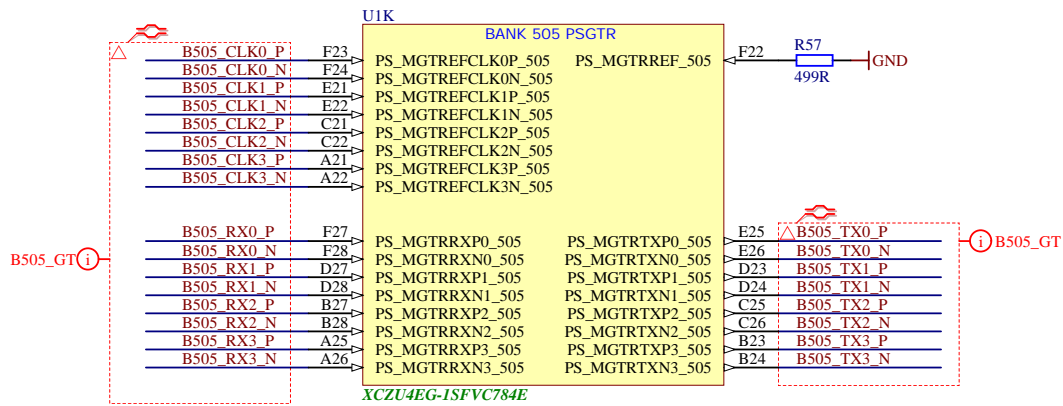 U1K
BANK 505 PSGTR
B505_CLK0_P F23 PS_MGTREFCLK0P_505 PS_MGTRREF_505 F22 R57 499R GND
B505_CLK0_N F24 PS_MGTREFCLK0N_505
B505_CLK1_P E21 PS_MGTREFCLK1P_505
B505_CLK1_N E22 PS_MGTREFCLK1N_505
B505_CLK2_P C21 PS_MGTREFCLK2P_505
B505_CLK2_N C22 PS_MGTREFCLK2N_505
B505_CLK3_P A21 PS_MGTREFCLK3P_505
B505_CLK3_N A22 PS_MGTREFCLK3N_505
B505_RX0_P F27 PS_MGTRRXP0_505 PS_MGTRTXP0_505 E25 B505_TX0_P
B505_GT i B505_RX0_N F28 PS_MGTRRXN0_505 PS_MGTRTXN0_505 E26 B505_TX0_N i B505_GT
B505_RX1_P D27 PS_MGTRRXP1_505 PS_MGTRTXP1_505 D23 B505_TX1_P
B505_RX1_N D28 PS_MGTRRXN1_505 PS_MGTRTXN1_505 D24 B505_TX1_N
B505_RX2_P B27 PS_MGTRRXP2_505 PS_MGTRTXP2_505 C25 B505_TX2_P
B505_RX2_N B28 PS_MGTRRXN2_505 PS_MGTRTXN2_505 C26 B505_TX2_N
B505_RX3_P A25 PS_MGTRRXP3_505 PS_MGTRTXP3_505 B23 B505_TX3_P
B505_RX3_N A26 PS_MGTRRXN3_505 PS_MGTRTXN3_505 B24 B505_TX3_N
XCZU4EG-1SFVC784E